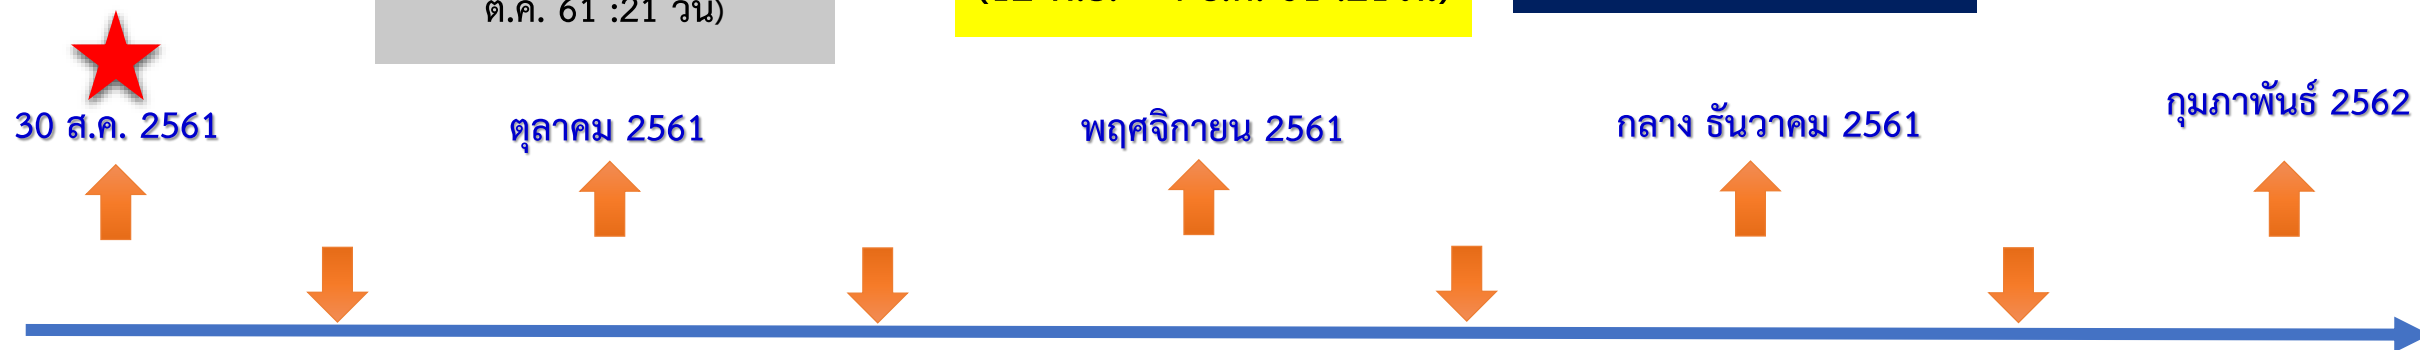 ต.ค. 61 :21 วัน)
30 ส.ค. 2561
ตุลาคม 2561
พฤศจิกายน 2561
กลาง ธันวาคม 2561
กุมภาพันธ์ 2562